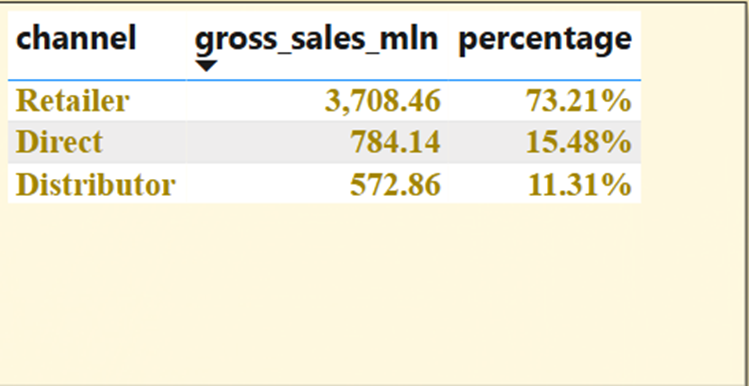 channel gross_sales_mln percentage
Retailer 3,708.46 73.21%
Direct 784.14 15.48%
Distributor 572.86 11.31%